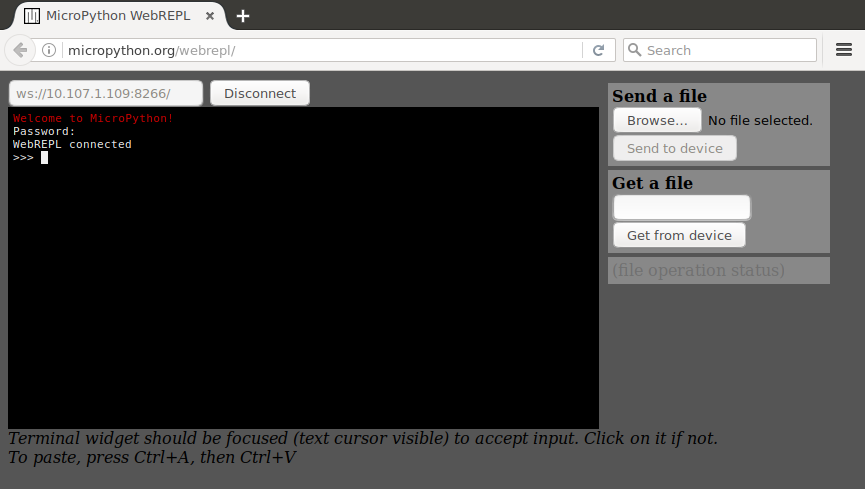 MicroPython WebREPL
micropython.org/webrepl/
Search
ws://10.107.1.109:8266/
Disconnect
Welcome to MicroPython!
Password:
WebREPL connected
>>>
Send a file
Browse... No file selected.
Send to device
Get a file
Get from device
(file operation status)
Terminal widget should be focused (text cursor visible) to accept input. Click on it if not.
To paste, press Ctrl+A, then Ctrl+V